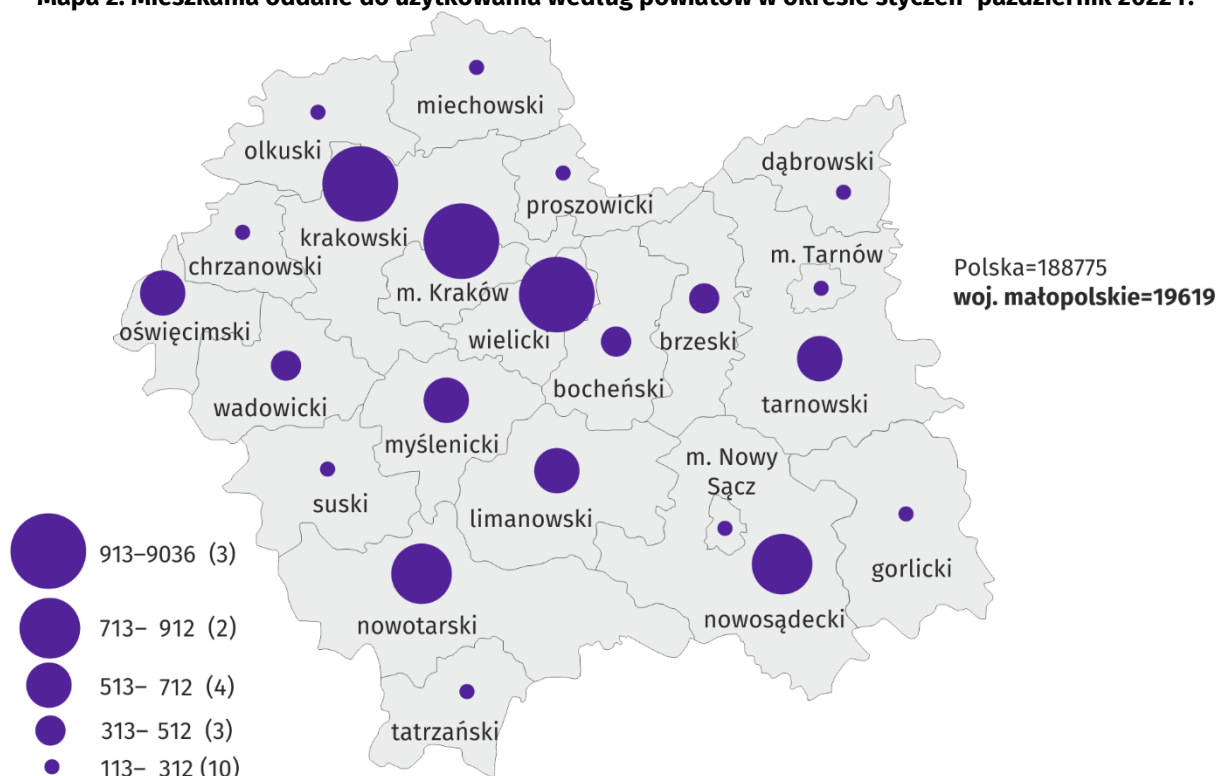 Mapa 2. Mieszkania oddane do użytkowania według powiatów w okresie styczeń–październik 2022 r.
miechowski
olkuski
dąbrowski
proszowicki
krakowski
m. Tarnów
chrzanowski
Polska=188775
m. Kraków
woj. małopolskie=19619
oświęcimski
wielicki
brzeski
bocheński
tarnowski
wadowicki
myślenicki
m. Nowy
Sącz
suski
limanowski
913–9036 (3)
gorlicki
nowosądecki
nowotarski
713– 912 (2)
513– 712 (4)
313– 512 (3)
tatrzański
113– 312 (10)